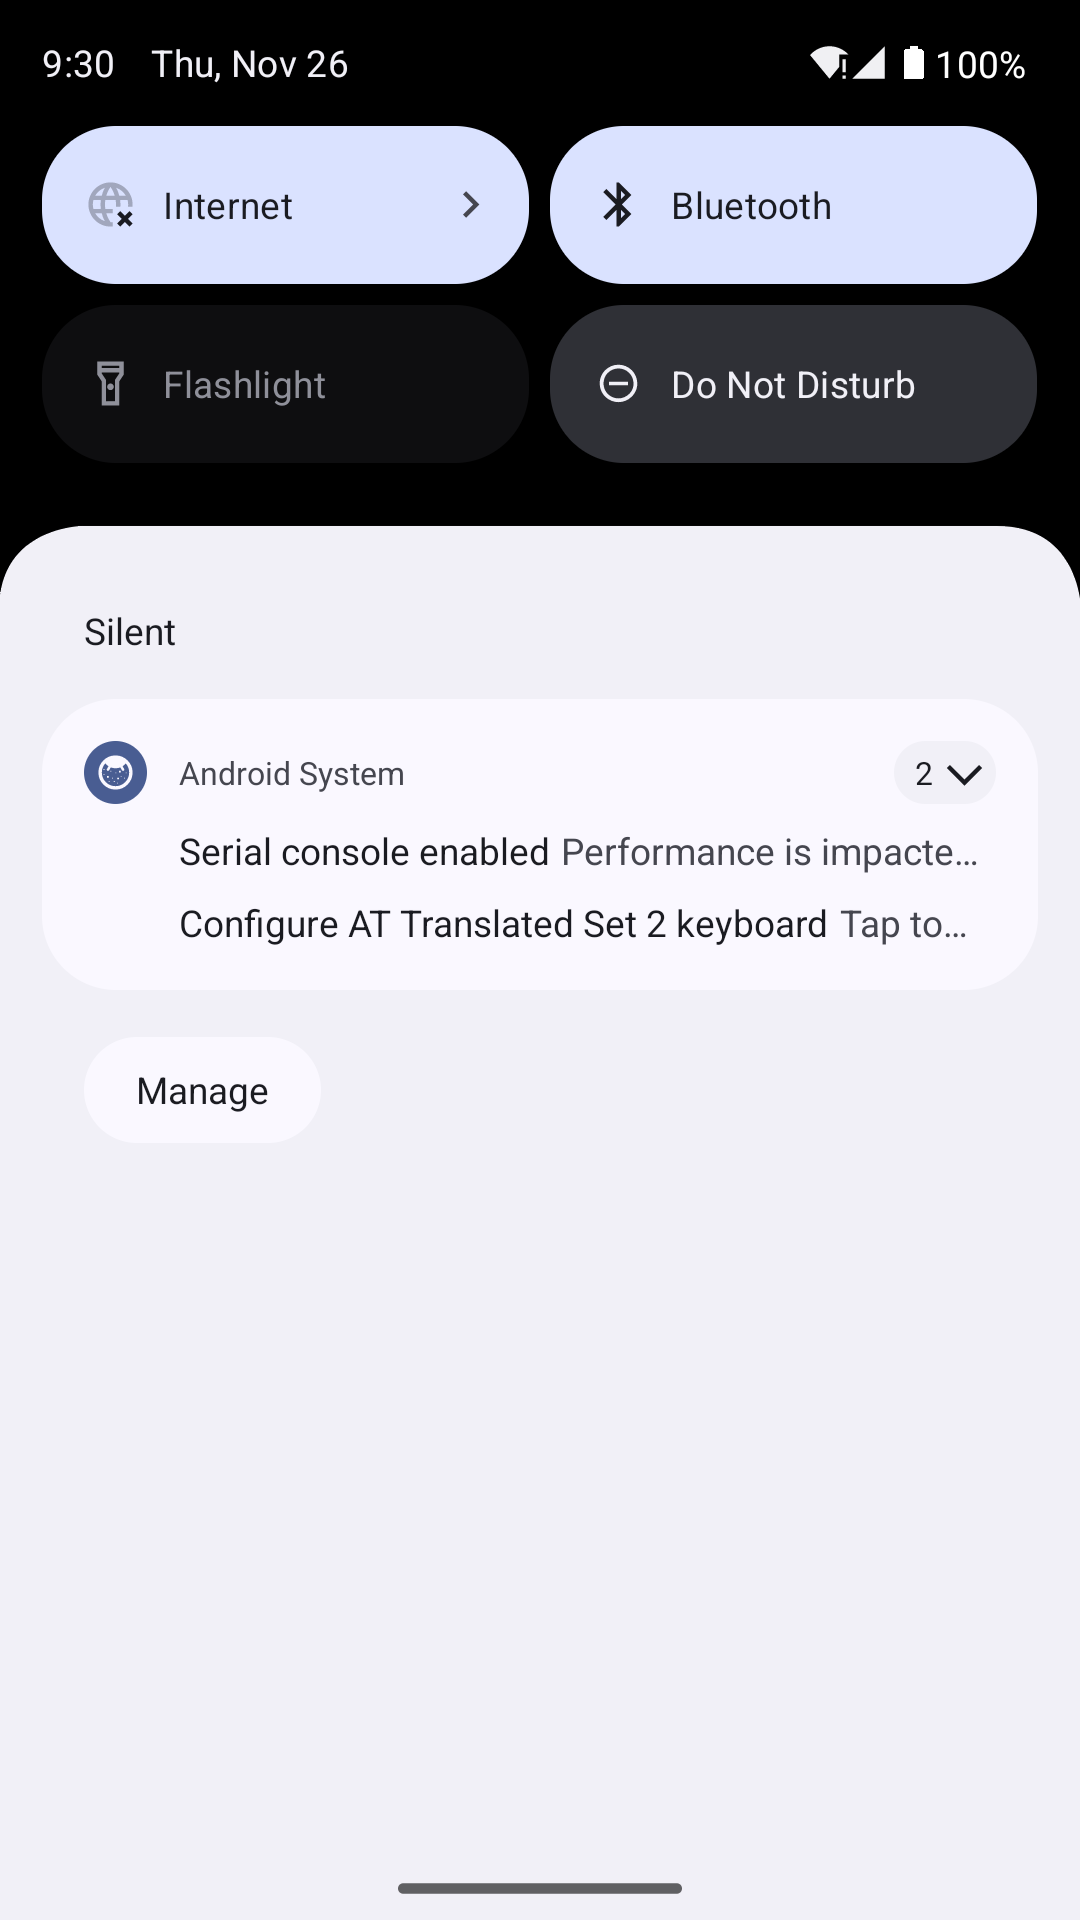 9:30 Thu, Nov 26 100%
Internet Bluetooth
Flashlight Do Not Disturb
Silent
Android System 2
Serial console enabled Performance is impacte…
Configure AT Translated Set 2 keyboard Tap to…
Manage